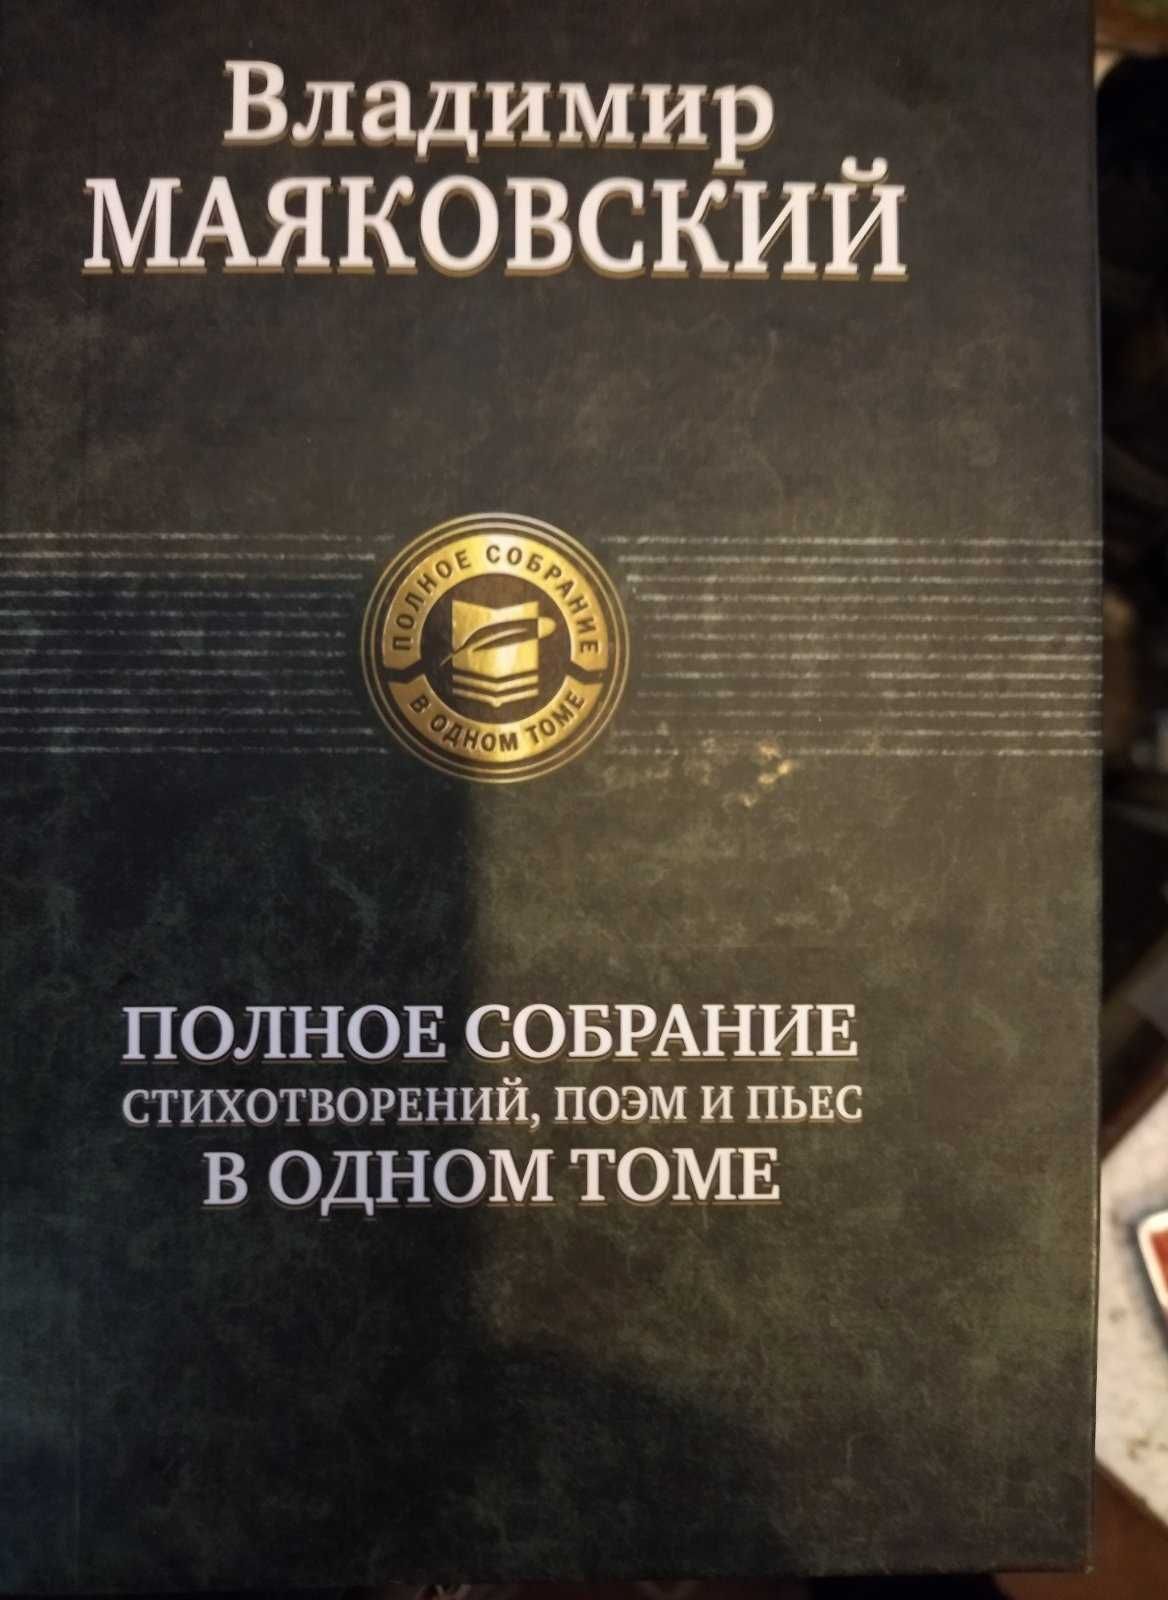 Владимир
МАЯКОВСКИЙ
ПОЛНОЕ СОБРАНИЕ
В ОДНОМ ТОМЕ
ПОЛНОЕ СОБРАНИЕ
СТИХОТВОРЕНИЙ, ПОЭМ И ПЬЕС
В ОДНОМ ТОМЕ